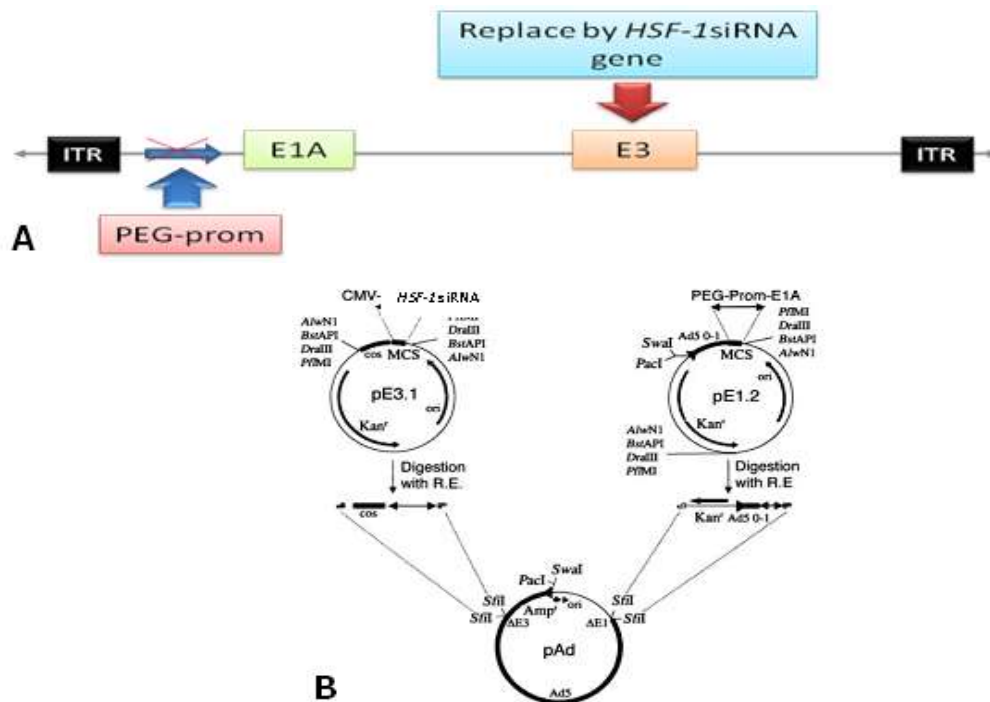 Replace by HSF-1siRNA
gene
ITR
E1A
E3
ITR
PEG-prom
A
CMV-
HSF-1siRNA
AlwN1
BstAPI
DraIII
PflMI
cos
MCS
DraIII
BstAPI
AlwN1
pE3.1
ori
Kanʳ
Digestion
with R.E.
cos
PEG-Prom-E1A
PflMI
DraIII
BstAPI
AlwN1
Ad5 0-1
SwaI
PacI
MCS
ori
pE1.2
Kanʳ
AlwN1
BstAPI
DraIII
PflMI
Digestion
with R.E
Kanʳ
Ad5 0-1
SwaI
PacI
SfiI
SfiI
ΔE3
Ampʳ
ori
ΔE1
SfiI
SfiI
pAd
Ad5
B